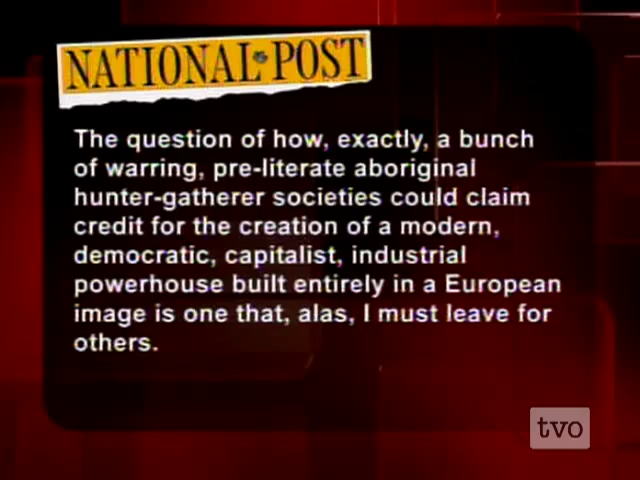 NATIONAL POST
The question of how, exactly, a bunch
of warring, pre-literate aboriginal
hunter-gatherer societies could claim
credit for the creation of a modern,
democratic, capitalist, industrial
powerhouse built entirely in a European
image is one that, alas, I must leave for
others.
tvo